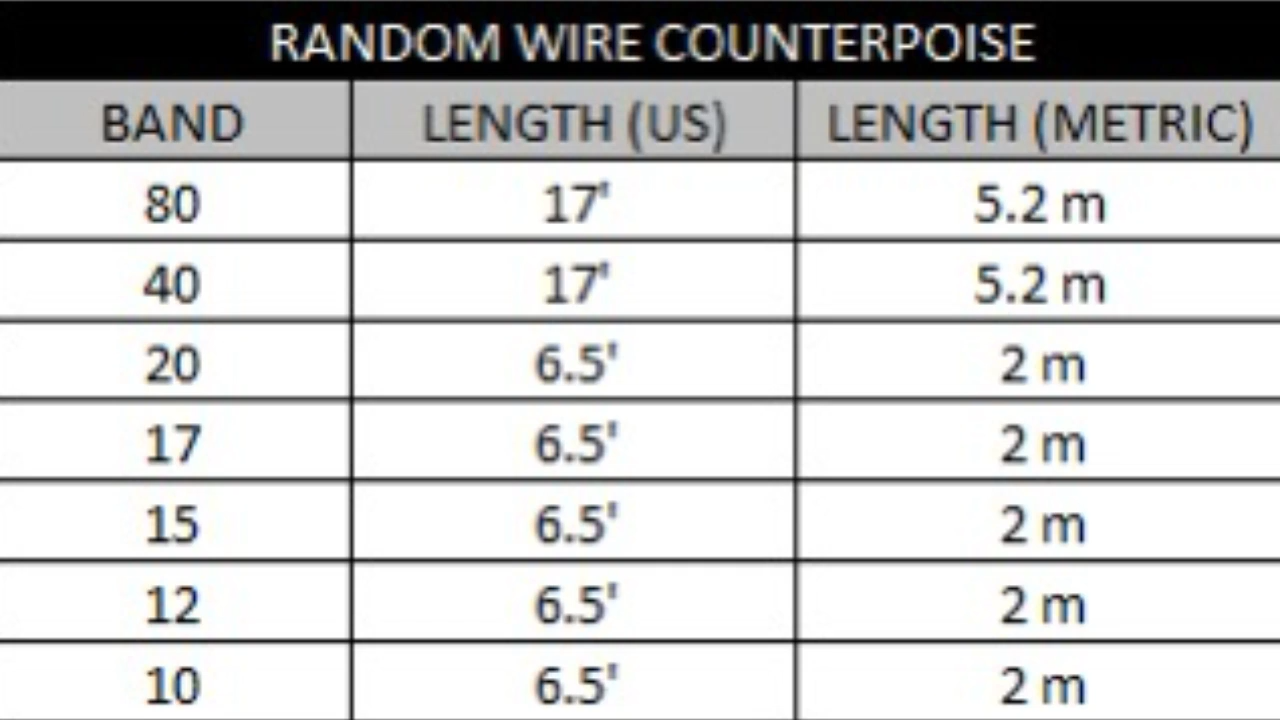 RANDOM WIRE COUNTERPOISE
BAND LENGTH (US) LENGTH (METRIC)
80 17' 5.2 m
40 17' 5.2 m
20 6.5' 2 m
17 6.5' 2 m
15 6.5' 2 m
12 6.5' 2 m
10 6.5' 2 m